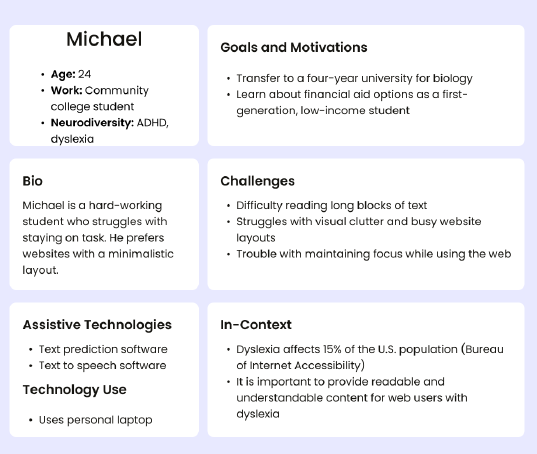 Michael
• Age: 24
• Work: Community
college student
• Neurodiversity: ADHD,
dyslexia
Goals and Motivations
• Transfer to a four-year university for biology
• Learn about financial aid options as a first-
generation, low-income student
Bio
Michael is a hard-working
student who struggles with
staying on task. He prefers
websites with a minimalistic
layout.
Challenges
• Difficulty reading long blocks of text
• Struggles with visual clutter and busy website
layouts
• Trouble with maintaining focus while using the web
Assistive Technologies
• Text prediction software
• Text to speech software
Technology Use
• Uses personal laptop
In-Context
• Dyslexia affects 15% of the U.S. population (Bureau
of Internet Accessibility)
• It is important to provide readable and
understandable content for web users with
dyslexia